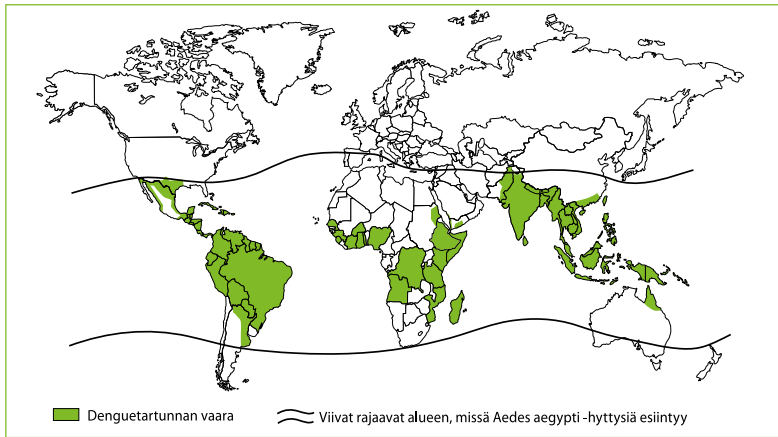 Denguetartunnan vaara
Viivat rajaavat alueen, missä Aedes aegypti -hyttysiä esiintyy